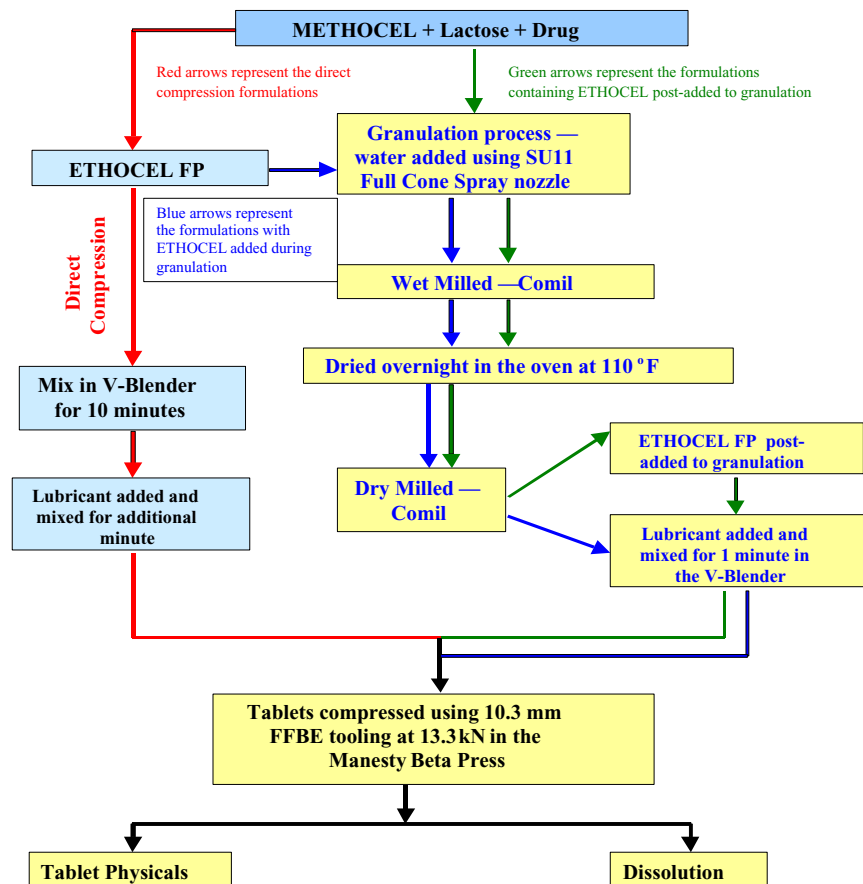 METHOCEL + Lactose + Drug
Red arrows represent the direct
compression formulations
Green arrows represent the formulations
containing ETHOCEL post-added to granulation
Granulation process —
water added using SU11
Full Cone Spray nozzle
ETHOCEL FP
Blue arrows represent
the formulations with
ETHOCEL added during
granulation
Direct
Compression
Wet Milled —Comil
Dried overnight in the oven at 110 °F
Mix in V-Blender
for 10 minutes
ETHOCEL FP post-
added to granulation
Dry Milled —
Comil
Lubricant added and
mixed for additional
minute
Lubricant added and
mixed for 1 minute in
the V-Blender
Tablets compressed using 10.3 mm
FFBE tooling at 13.3 kN in the
Manesty Beta Press
Tablet Physicals
Dissolution